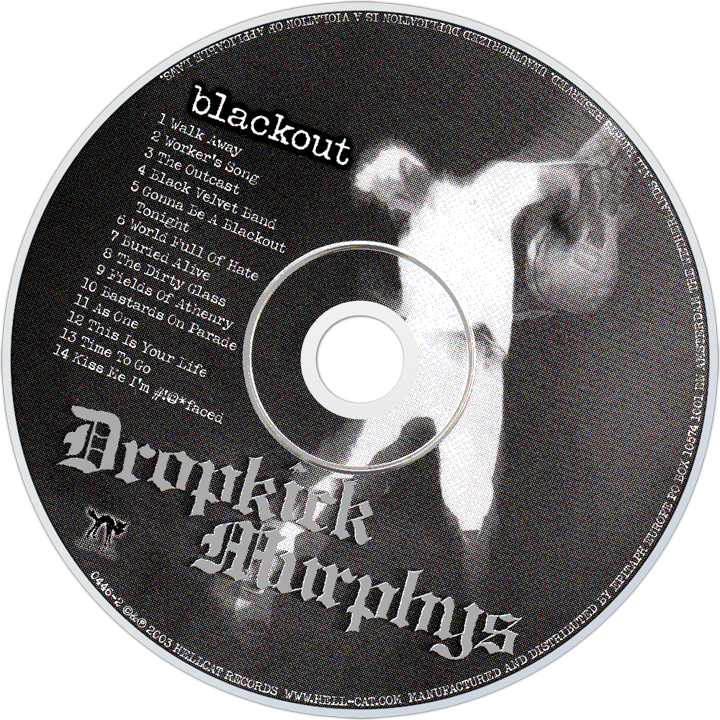 blackout
1 Walk Away
2 Worker's Song
3 The Outcast
4 Black Velvet Band
5 Gonna Be A Blackout
Tonight
6 World Full Of Hate
7 Buried Alive
8 The Dirty Glass
9 Fields Of Athenry
10 Bastards On Parade
11 As One
12 This Is Your Life
13 Time To Go
14 Kiss Me I'm #!@*faced
Dropkick
Murphys
0446-2 ©&℗ 2003 HELLCAT RECORDS WWW.HELL-CAT.COM MANUFACTURED AND DISTRIBUTED BY EPITAPH EUROPE PO BOX 10574 1001 EN AMSTERDAM THE NETHERLANDS ALL RIGHTS RESERVED. UNAUTHORIZED DUPLICATION IS A VIOLATION OF APPLICABLE LAWS.